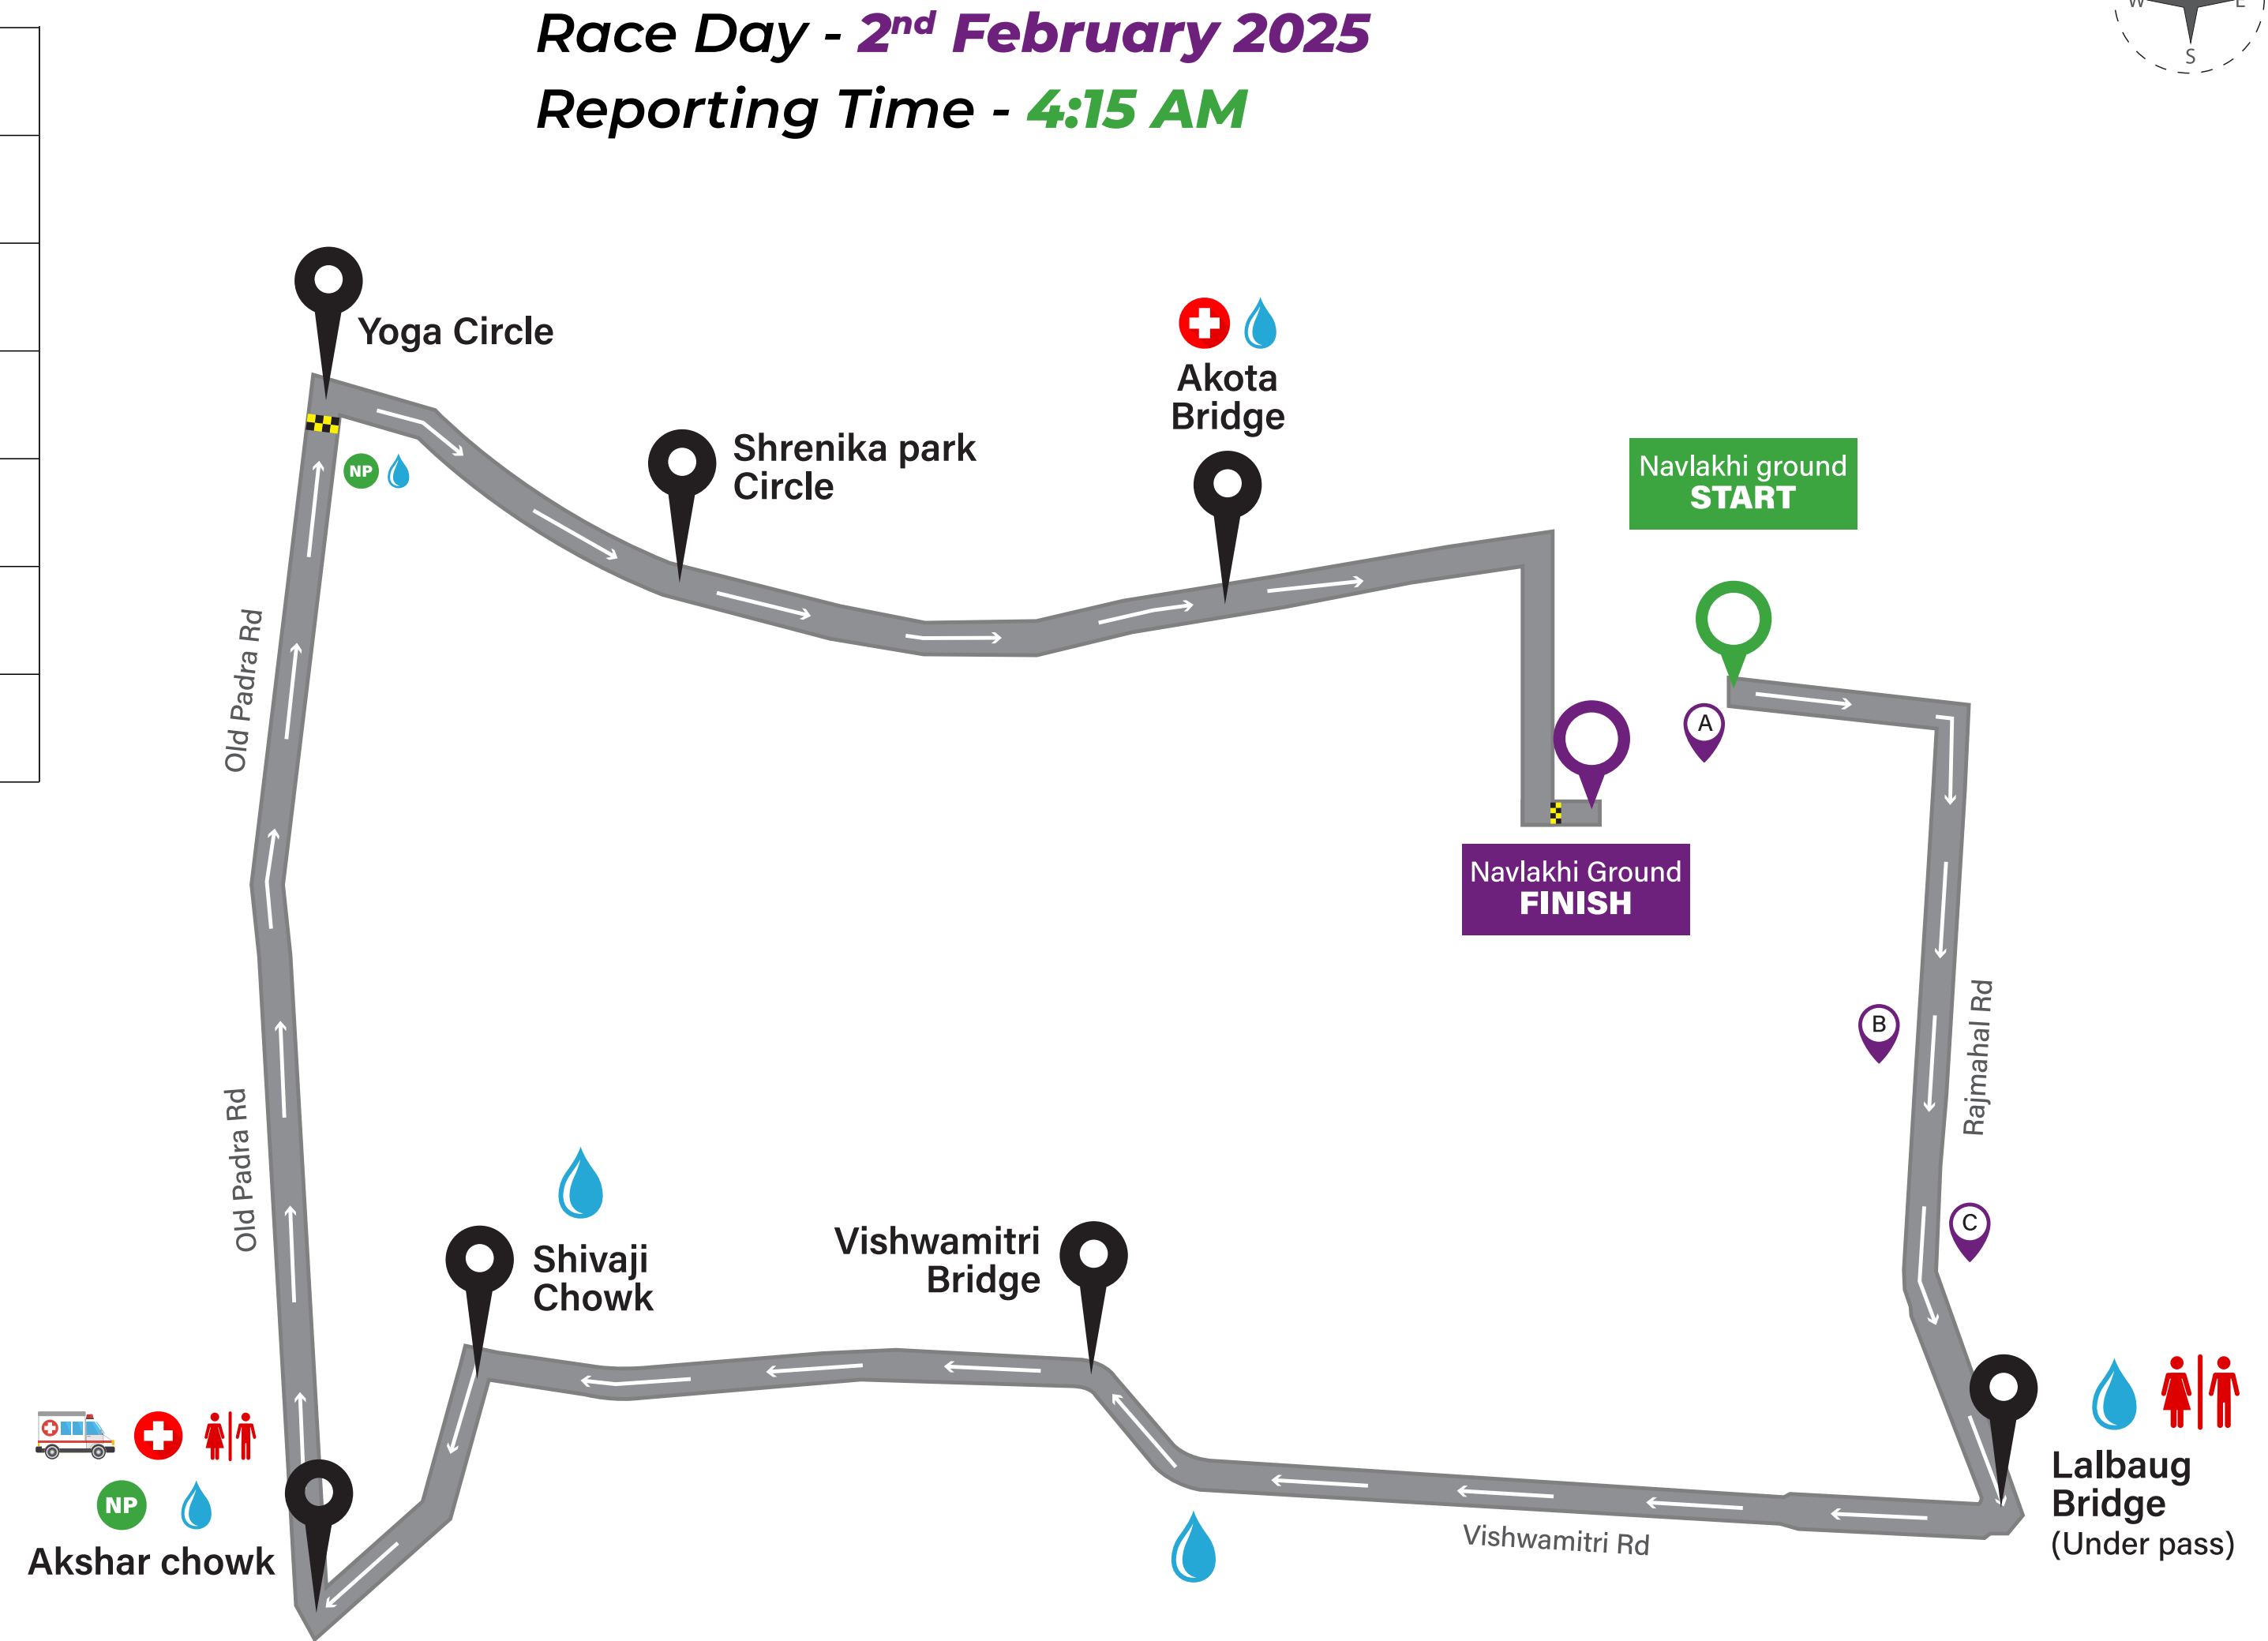 Race Day - 2nd February 2025
Reporting Time - 4:15 AM
W
E
S
Yoga Circle
NP
Shrenika park
Circle
Akota
Bridge
Navlakhi ground
START
A
Navlakhi Ground
FINISH
Old Padra Rd
B
Rajmahal Rd
C
Old Padra Rd
Shivaji
Chowk
Vishwamitri
Bridge
Lalbaug
Bridge
(Under pass)
Vishwamitri Rd
NP
Akshar chowk